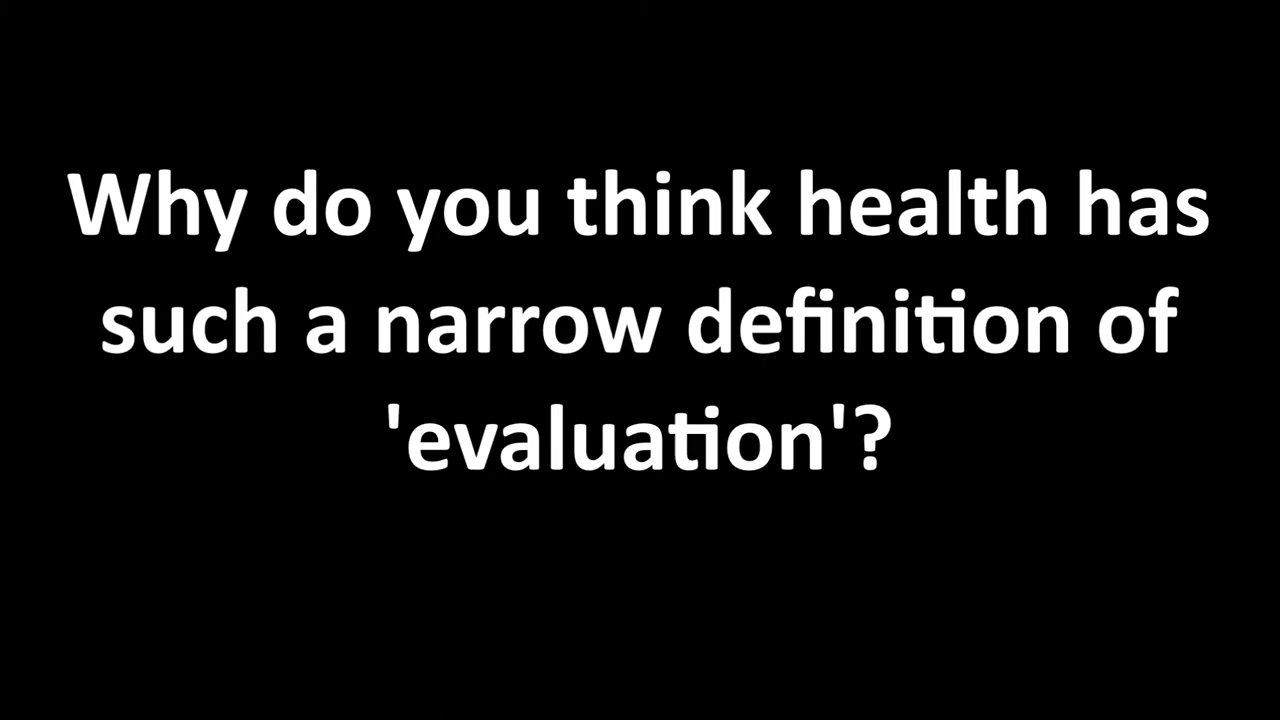 Why do you think health has
such a narrow definition of
'evaluation'?